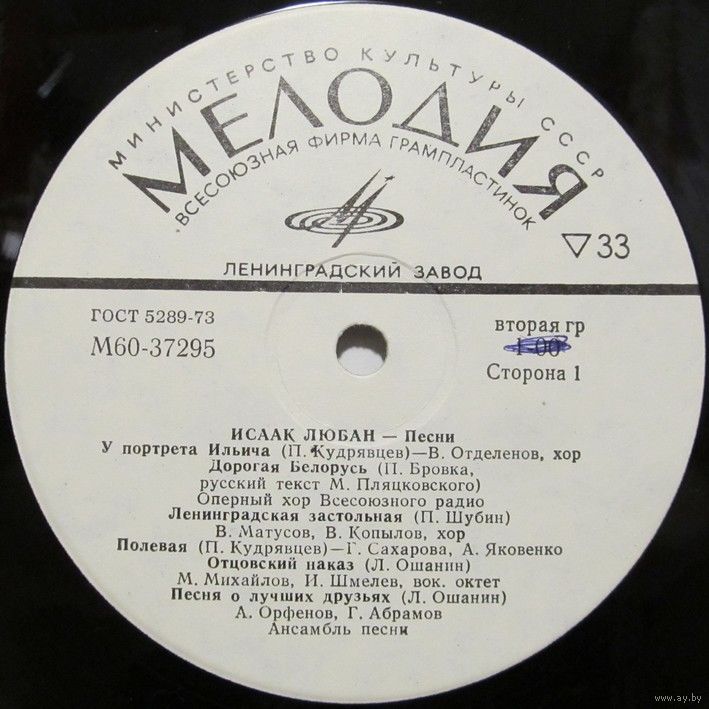 МИНИСТЕРСТВО КУЛЬТУРЫ СССР
МЕЛОДИЯ
ВСЕСОЮЗНАЯ ФИРМА ГРАМПЛАСТИНОК
33
ЛЕНИНГРАДСКИЙ ЗАВОД
ГОСТ 5289-73
М60-37295
вторая гр
1-00
Сторона 1
ИСААК ЛЮБАН — Песни
У портрета Ильича (П. Кудрявцев)—В. Отделенов, хор
Дорогая Белорусь (П. Бровка,
русский текст М. Пляцковского)
Оперный хор Всесоюзного радио
Ленинградская застольная (П. Шубин)
В. Матусов, В. Копылов, хор
Полевая (П. Кудрявцев)—Г. Сахарова, А. Яковенко
Отцовский наказ (Л. Ошанин)
М. Михайлов, И. Шмелев, вок. октет
Песня о лучших друзьях (Л. Ошанин)
А. Орфенов, Г. Абрамов
Ансамбль песни
www.ay.by